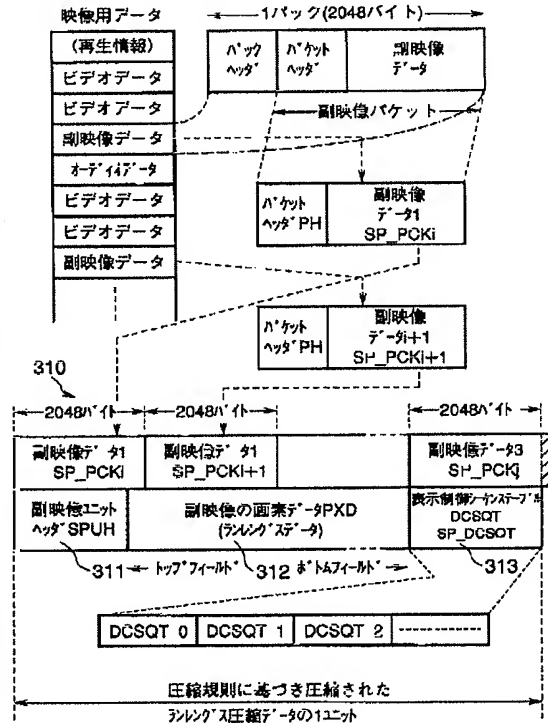 映像用データ
1パック(2048バイト)
(再生情報)
ビデオデータ
ビデオデータ
副映像データ
オーディオデータ
ビデオデータ
ビデオデータ
副映像データ
パック
ヘッダ
パケット
ヘッダ
副映像
データ
副映像パケット
パケット
ヘッダPH
副映像
データ1
SP_PCKi
パケット
ヘッダPH
副映像
データi+1
SP_PCKi+1
310
2048バイト
2048バイト
2048バイト
副映像データ1
SP_PCKi
副映像データ1
SP_PCKi+1
副映像データ3
SP_PCKj
副映像ユニット
ヘッダSPUH
副映像の画素データPXD
(ランレングスデータ)
表示制御シーケンステーブル
DCSQT
SP_DCSQT
311
トップフィールド
312
ボトムフィールド
313
DCSQT 0
DCSQT 1
DCSQT 2
圧縮規則に基づき圧縮された
ランレングス圧縮データの1ユニット